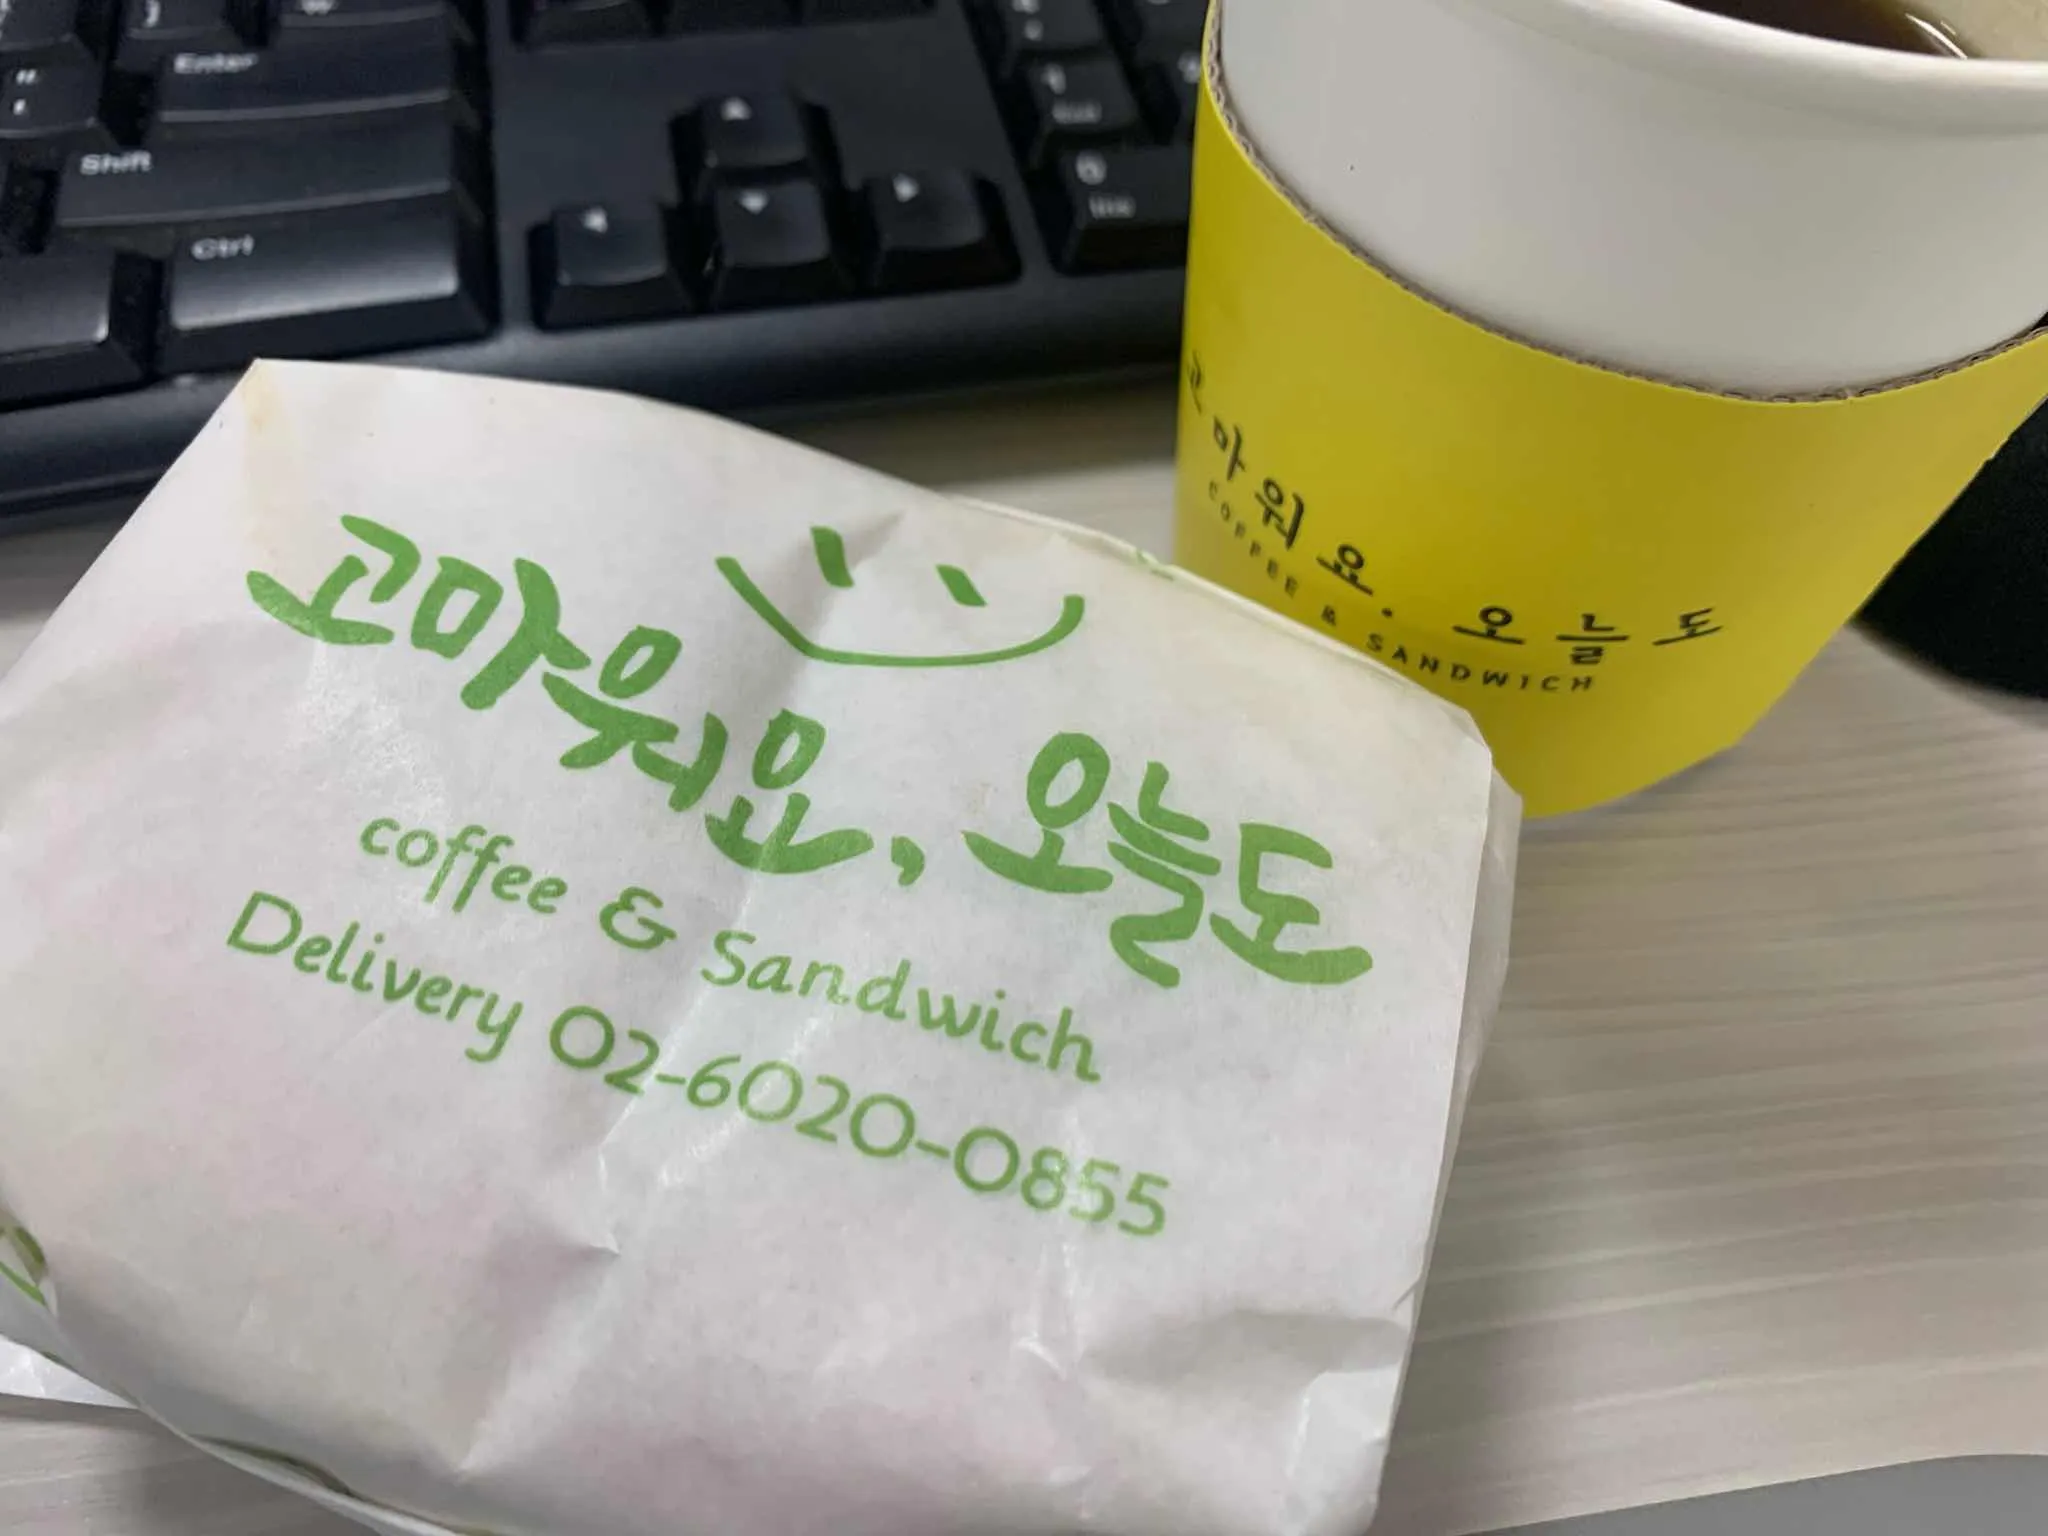 Enter
Shift
Ctrl
고마워요, 오늘도
coffee & Sandwich
Delivery 02-6020-0855
고마워요. 오늘도
COFFEE & SANDWICH